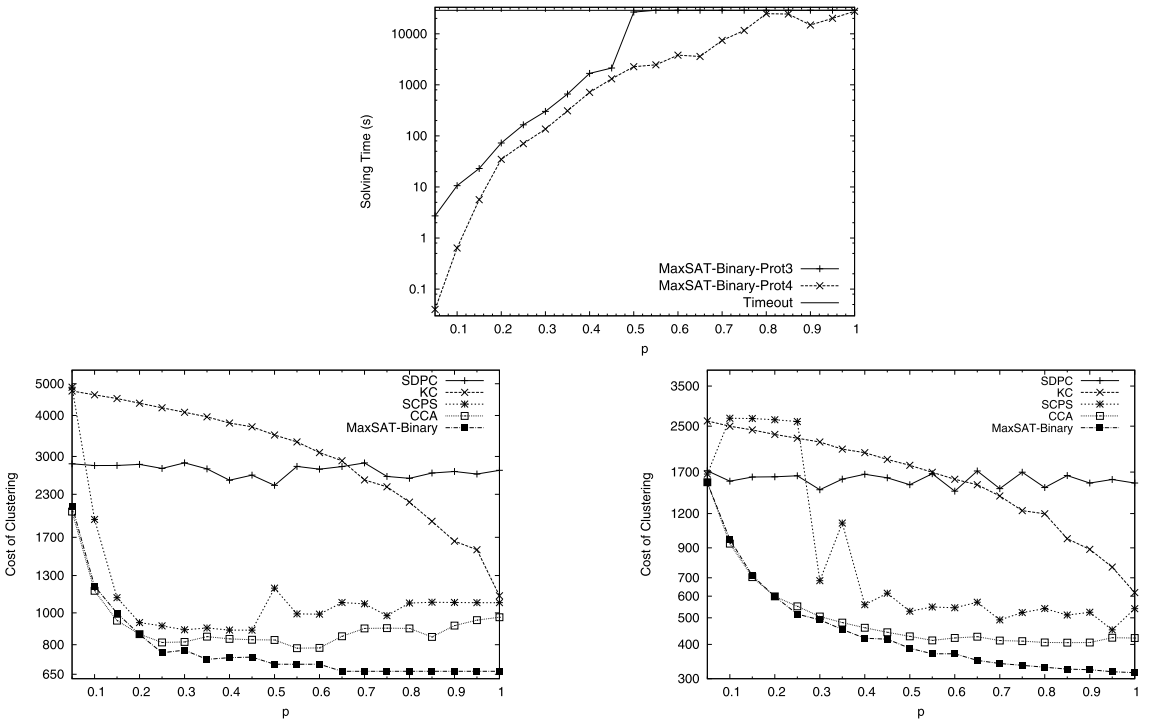 10000
1000
100
10
1
0.1
Solving Time (s)
MaxSAT-Binary-Prot3
MaxSAT-Binary-Prot4
Timeout
0.1 0.2 0.3 0.4 0.5 0.6 0.7 0.8 0.9 1
p
5000
4000
3000
2300
1700
1300
1000
800
650
Cost of Clustering
SDPC
KC
SCPS
CCA
MaxSAT-Binary
0.1 0.2 0.3 0.4 0.5 0.6 0.7 0.8 0.9 1
p
3500
2500
1700
1200
900
700
600
500
400
300
Cost of Clustering
SDPC
KC
SCPS
CCA
MaxSAT-Binary
0.1 0.2 0.3 0.4 0.5 0.6 0.7 0.8 0.9 1
p